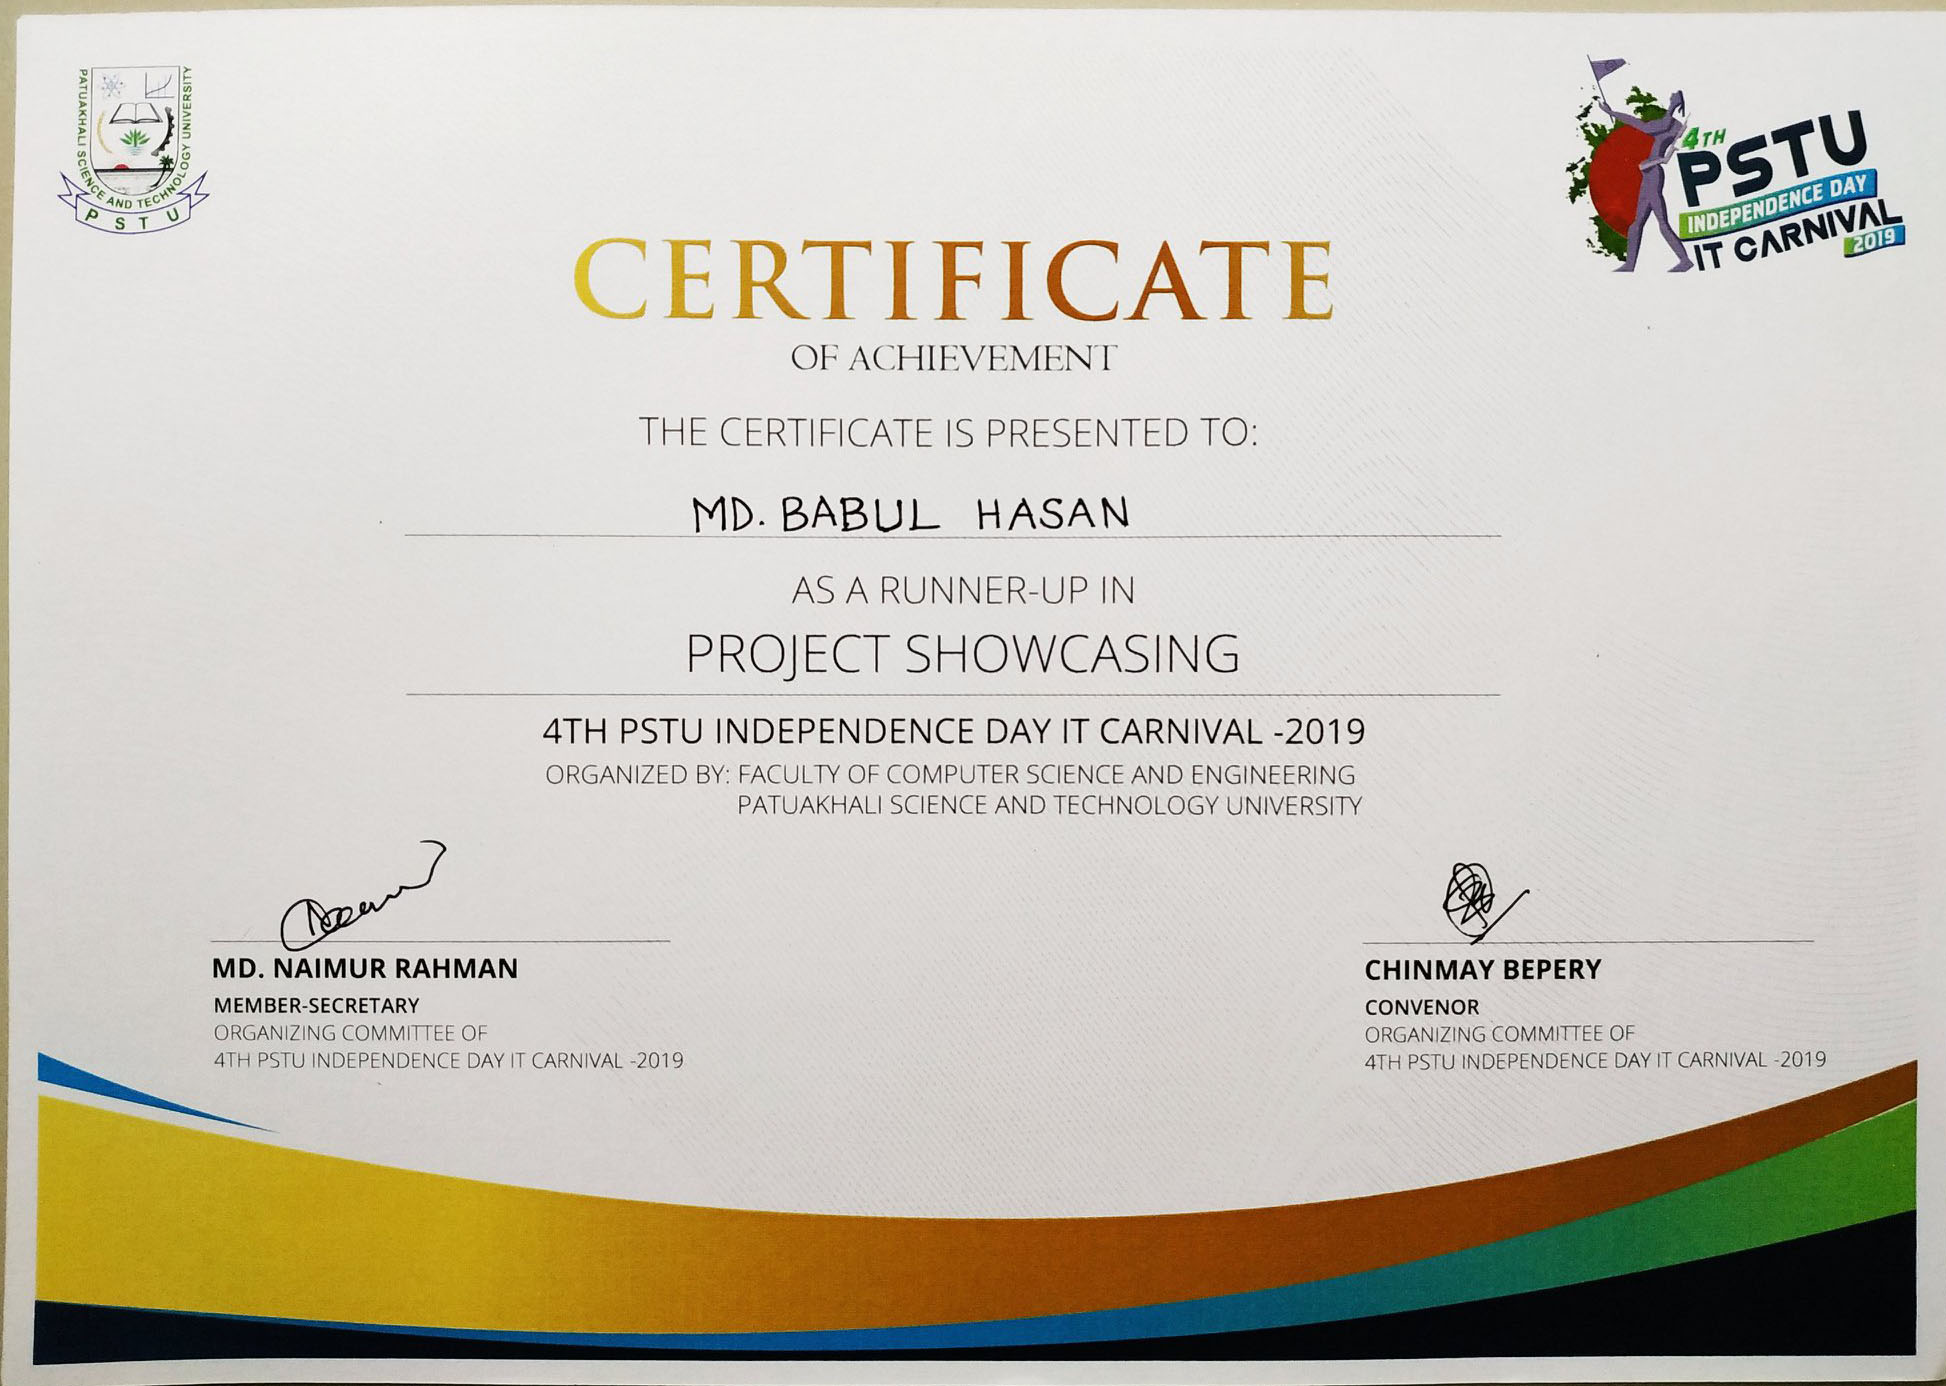 PATUAKHALI SCIENCE AND TECHNOLOGY UNIVERSITY
PSTU
4TH
PSTU
INDEPENDENCE DAY
IT CARNIVAL
2019
CERTIFICATE
OF ACHIEVEMENT
THE CERTIFICATE IS PRESENTED TO:
MD. BABUL HASAN
AS A RUNNER-UP IN
PROJECT SHOWCASING
4TH PSTU INDEPENDENCE DAY IT CARNIVAL -2019
ORGANIZED BY: FACULTY OF COMPUTER SCIENCE AND ENGINEERING
PATUAKHALI SCIENCE AND TECHNOLOGY UNIVERSITY
MD. NAIMUR RAHMAN
MEMBER-SECRETARY
ORGANIZING COMMITTEE OF
4TH PSTU INDEPENDENCE DAY IT CARNIVAL -2019
CHINMAY BEPERY
CONVENOR
ORGANIZING COMMITTEE OF
4TH PSTU INDEPENDENCE DAY IT CARNIVAL -2019